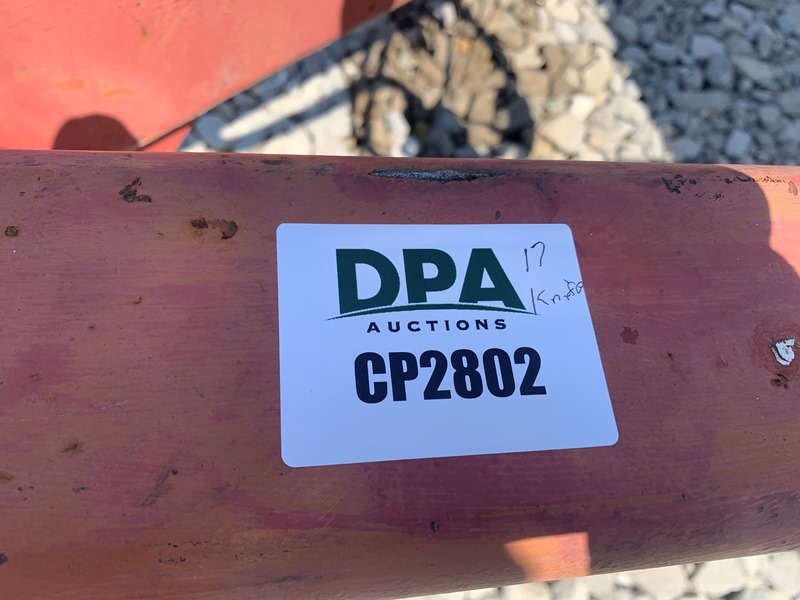 DPA
AUCTIONS
17
CP2802